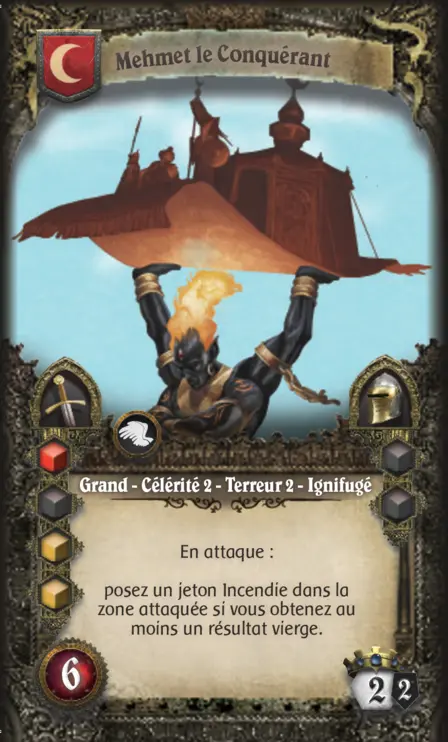 Mehmet le Conquérant
Grand - Célérité 2 - Terreur 2 - Ignifugé
En attaque :
posez un jeton Incendie dans la
zone attaquée si vous obtenez au
moins un résultat vierge.
6
2 2